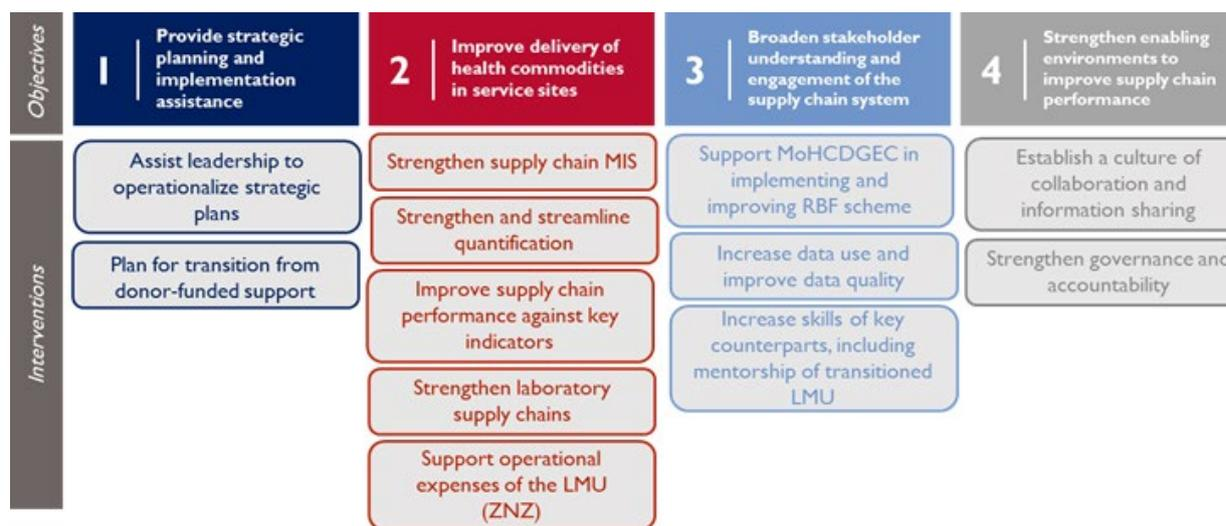 Objectives
1
Provide strategic
planning and
implementation
assistance
2
Improve delivery of
health commodities
in service sites
3
Broaden stakeholder
understanding and
engagement of the
supply chain system
4
Strengthen enabling
environments to
improve supply chain
performance
Interventions
Assist leadership to
operationalize strategic
plans
Plan for transition from
donor-funded support
Strengthen supply chain MIS
Strengthen and streamline
quantification
Improve supply chain
performance against key
indicators
Strengthen laboratory
supply chains
Support operational
expenses of the LMU
(ZNZ)
Support MoHCDGEC in
implementing and
improving RBF scheme
Increase data use and
improve data quality
Increase skills of key
counterparts, including
mentorship of transitioned
LMU
Establish a culture of
collaboration and
information sharing
Strengthen governance and
accountability